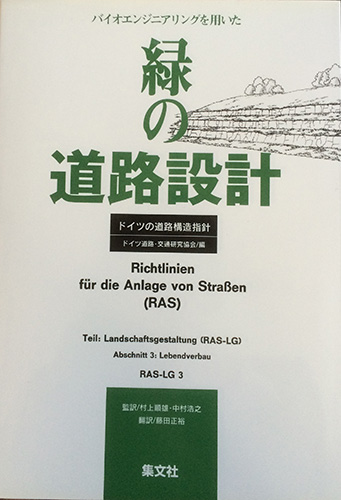 バイオエンジニアリングを用いた
緑の
道路設計
ドイツの道路構造指針
ドイツ道路・交通研究協会/編
Richtlinien
für die Anlage von Straßen
(RAS)
Teil: Landschaftsgestaltung (RAS-LG)
Abschnitt 3: Lebendverbau
RAS-LG 3
監訳/村上顕雄・中村浩之
翻訳/藤田正裕
集文社